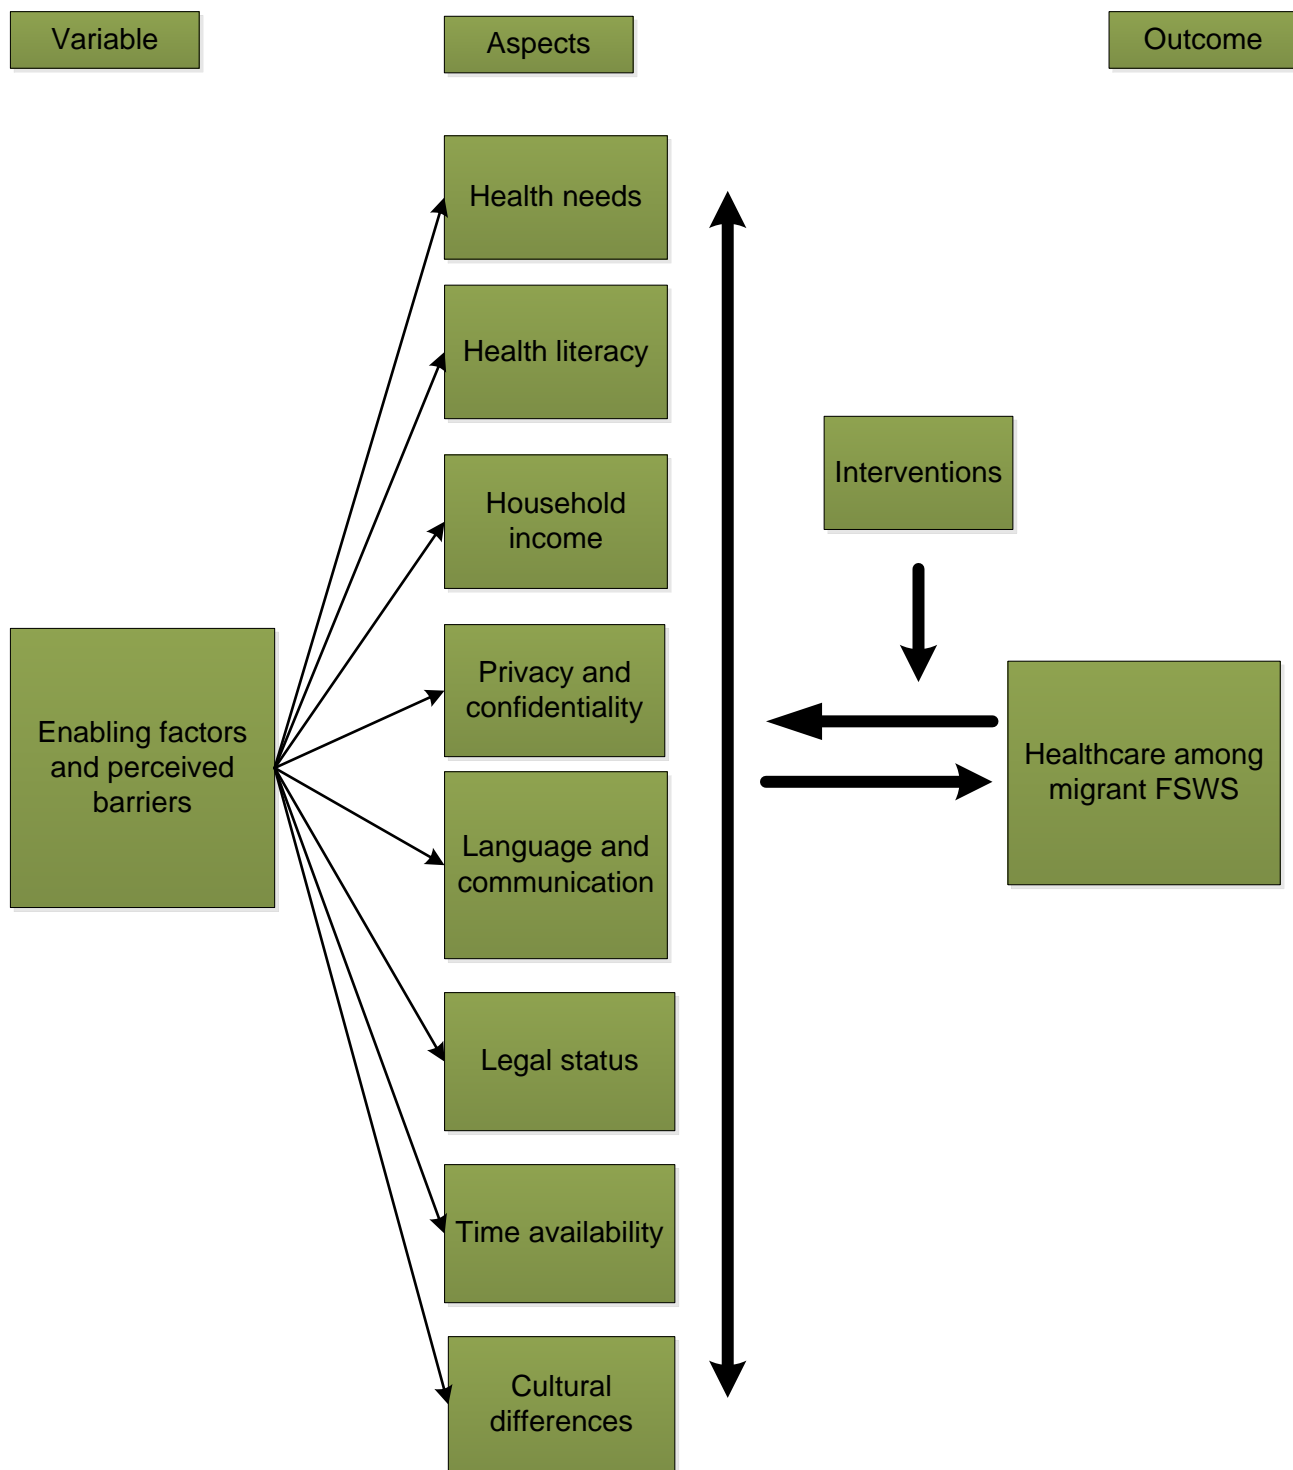 Variable
Aspects
Outcome
Health needs
Health literacy
Household
income
Privacy and
confidentiality
Language and
communication
Legal status
Time availability
Cultural
differences
Enabling factors
and perceived
barriers
Interventions
Healthcare among
migrant FSWS